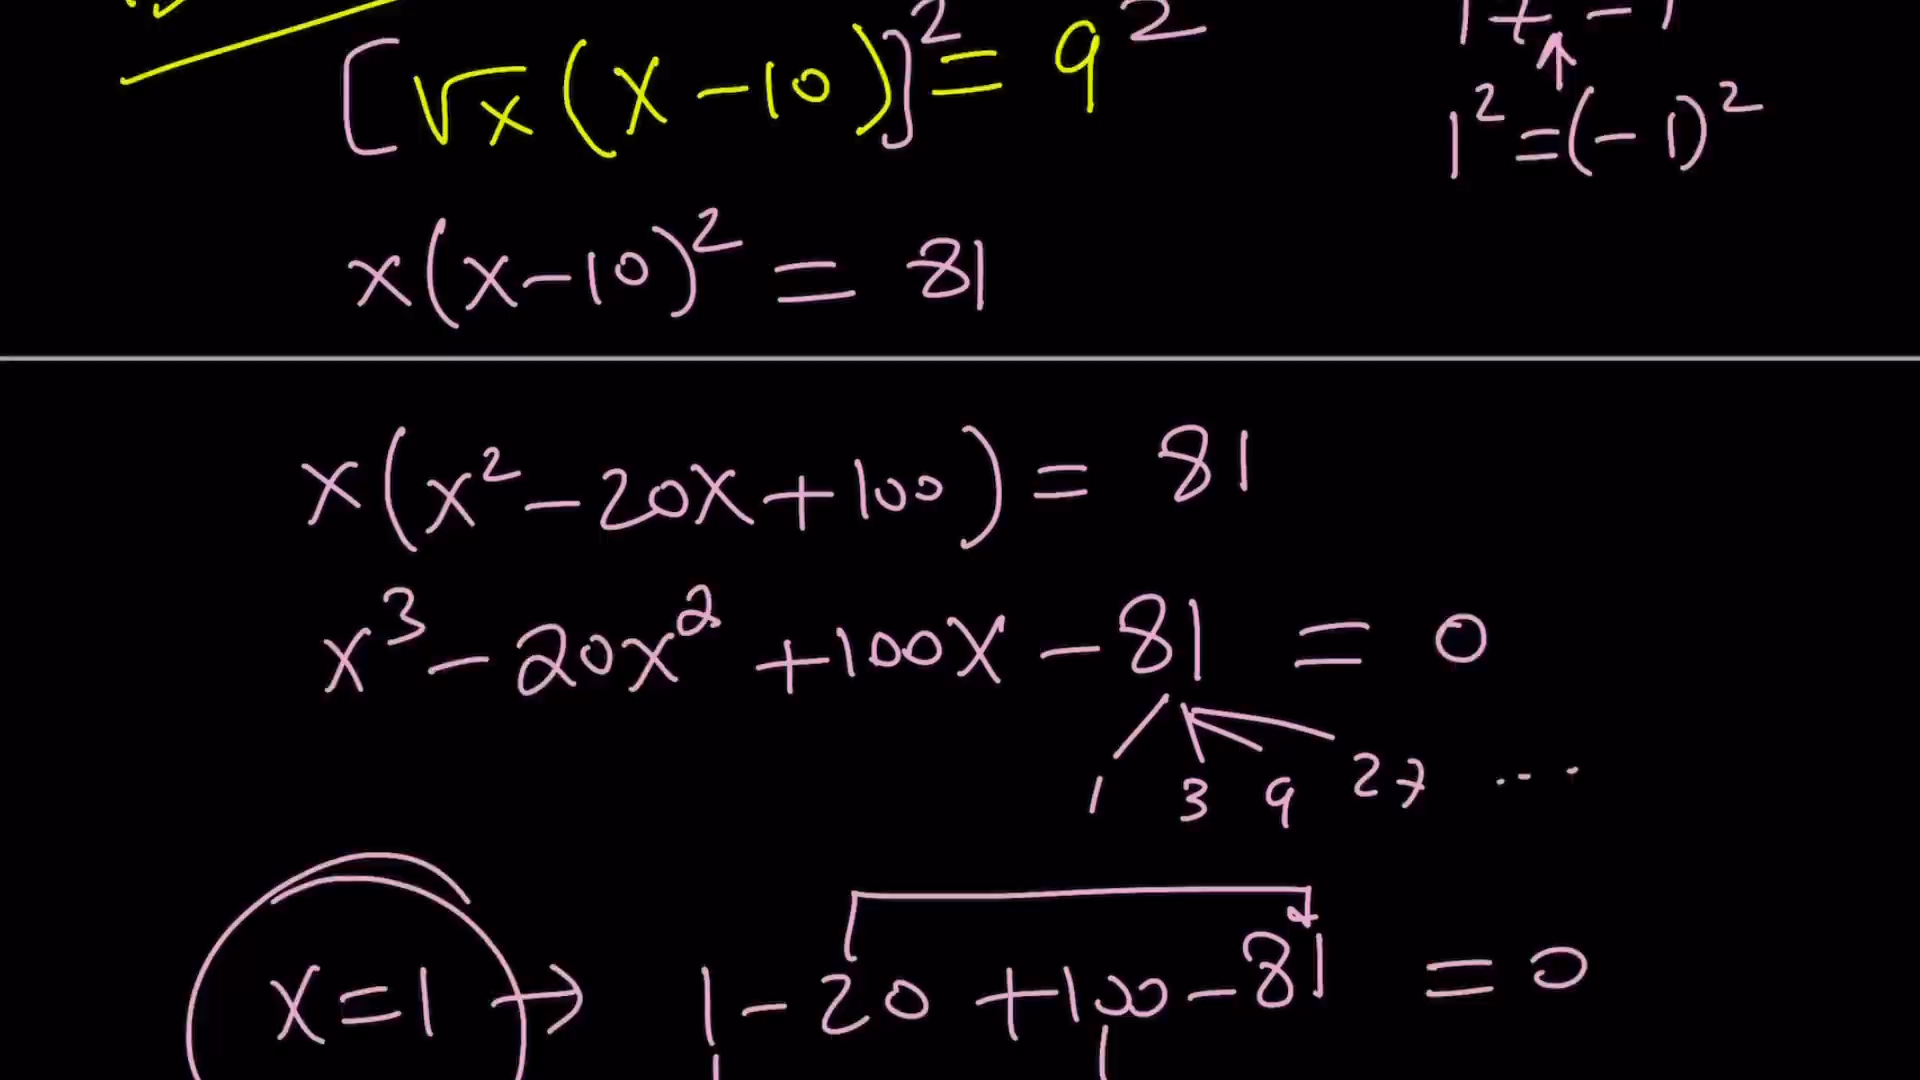 [√x(x-10)]² = 9²
1 ≠ -1
1² = (-1)²
x(x-10)² = 81
x(x²-20x+100) = 81
x³-20x²+100x-81 = 0
1 3 9 27 ...
x=1 → 1-20+100-81 = 0